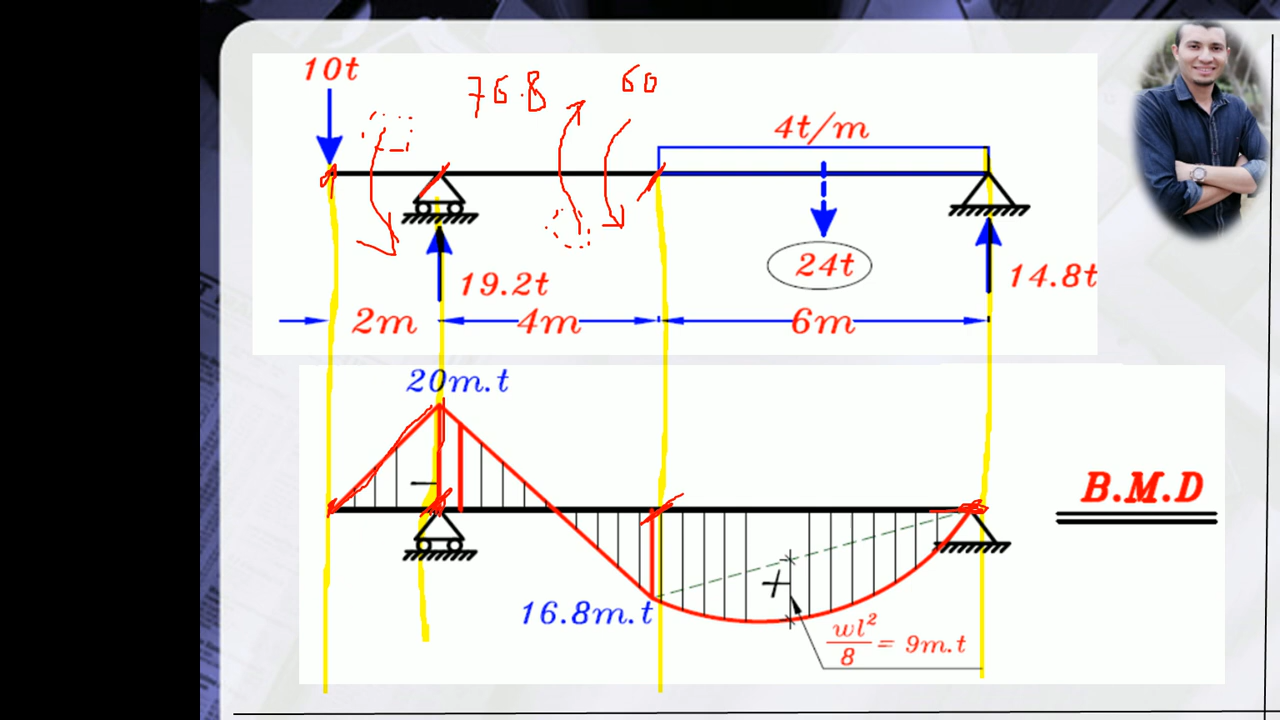 10t
76.8
60
4t/m
24t
19.2t
14.8t
2m
4m
6m
20m.t
−
B.M.D
+
16.8m.t
wl²/8 = 9m.t